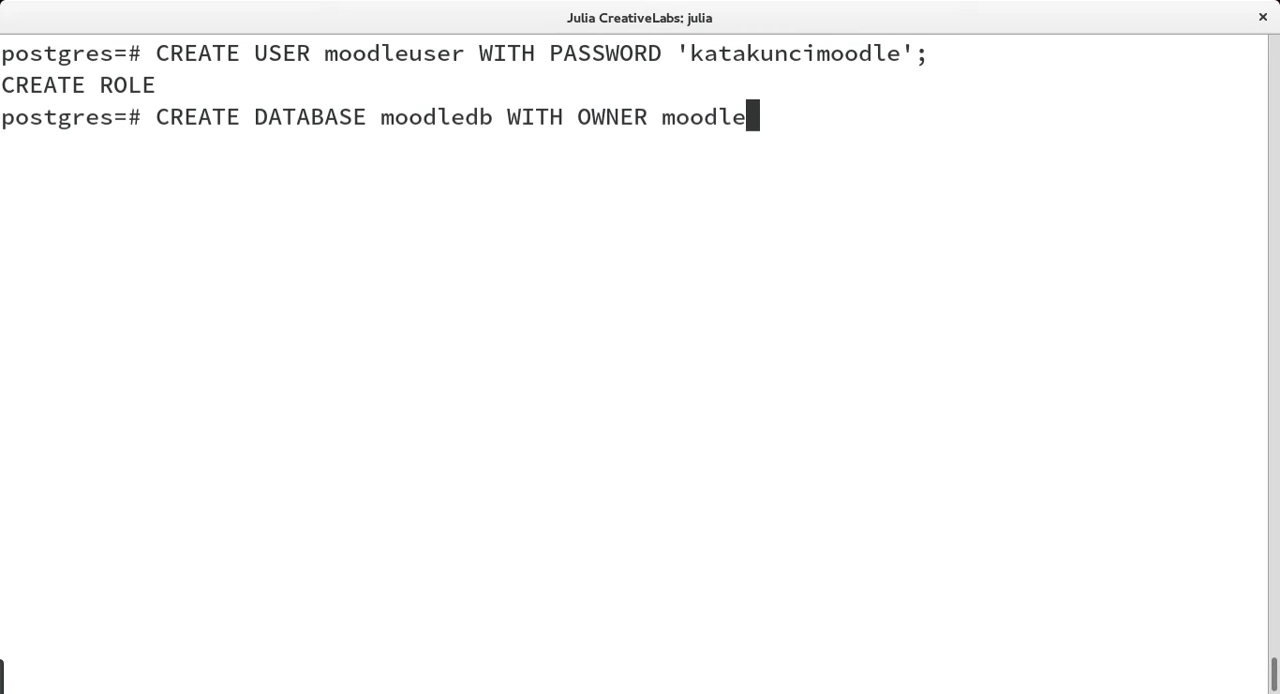 Julia CreativeLabs: julia
postgres=# CREATE USER moodleuser WITH PASSWORD 'katakuncimoodle';
CREATE ROLE
postgres=# CREATE DATABASE moodledb WITH OWNER moodle